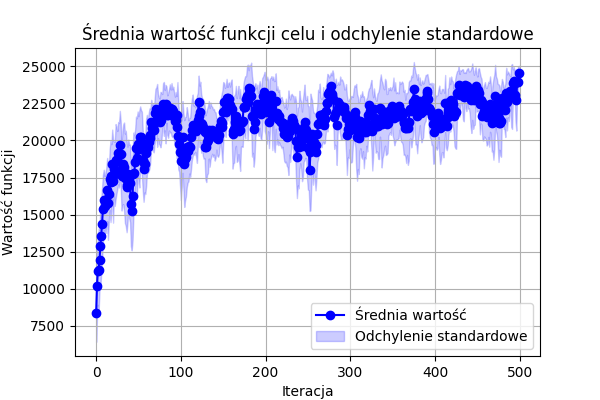 Średnia wartość funkcji celu i odchylenie standardowe
Wartość funkcji
25000
22500
20000
17500
15000
12500
10000
7500
0 100 200 300 400 500
Iteracja
Średnia wartość
Odchylenie standardowe